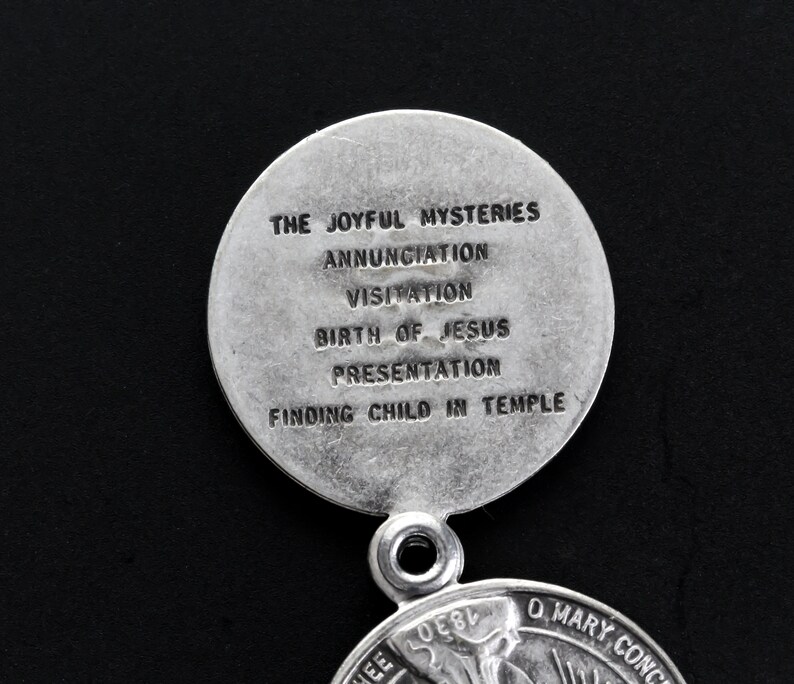 THE JOYFUL MYSTERIES
ANNUNCIATION
VISITATION
BIRTH OF JESUS
PRESENTATION
FINDING CHILD IN TEMPLE
O MARY CONC
1830